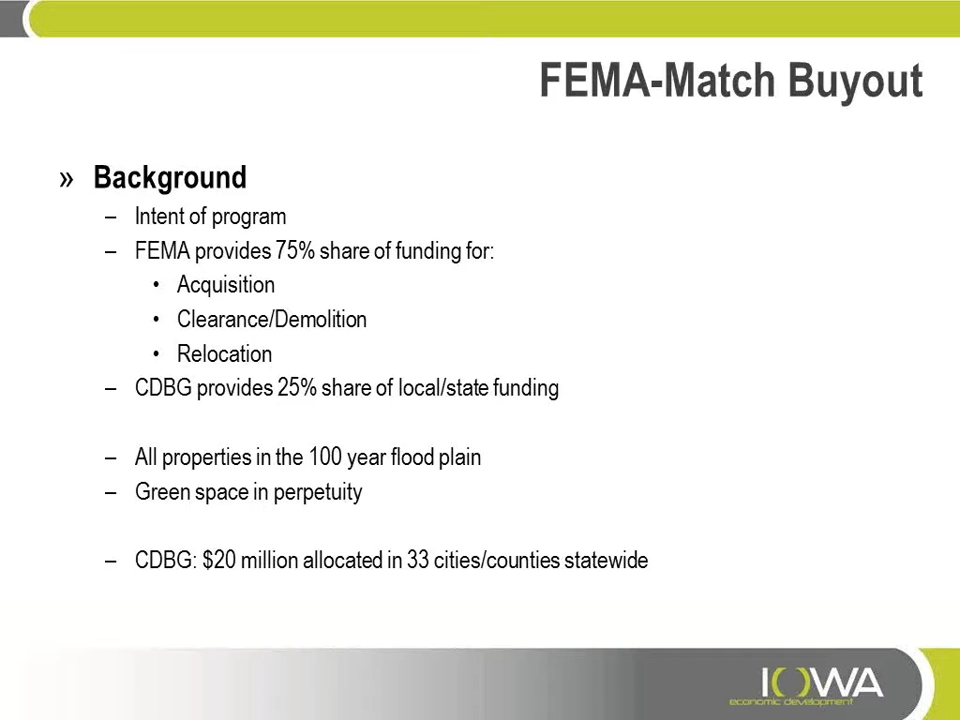 FEMA-Match Buyout
» Background
– Intent of program
– FEMA provides 75% share of funding for:
• Acquisition
• Clearance/Demolition
• Relocation
– CDBG provides 25% share of local/state funding
– All properties in the 100 year flood plain
– Green space in perpetuity
– CDBG: $20 million allocated in 33 cities/counties statewide
IOWA
economic development